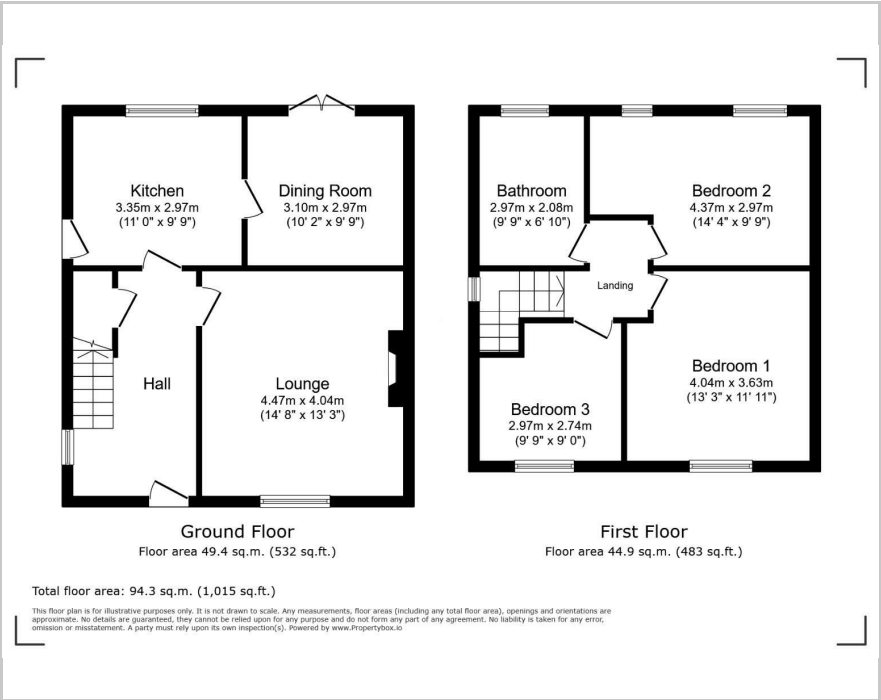 Kitchen
3.35m x 2.97m
(11' 0" x 9' 9")
Dining Room
3.10m x 2.97m
(10' 2" x 9' 9")
Hall
Lounge
4.47m x 4.04m
(14' 8" x 13' 3")
Ground Floor
Floor area 49.4 sq.m. (532 sq.ft.)
Bathroom
2.97m x 2.08m
(9' 9" x 6' 10")
Bedroom 2
4.37m x 2.97m
(14' 4" x 9' 9")
Landing
Bedroom 1
4.04m x 3.63m
(13' 3" x 11' 11")
Bedroom 3
2.97m x 2.74m
(9' 9" x 9' 0")
First Floor
Floor area 44.9 sq.m. (483 sq.ft.)
Total floor area: 94.3 sq.m. (1,015 sq.ft.)
This floor plan is for illustrative purposes only. It is not drawn to scale. Any measurements, floor areas (including any total floor area), openings and orientations are
approximate. No details are guaranteed, they cannot be relied upon for any purpose and do not form any part of any agreement. No liability is taken for any error,
omission or misstatement. A party must rely upon its own inspection(s). Powered by www.Propertybox.io